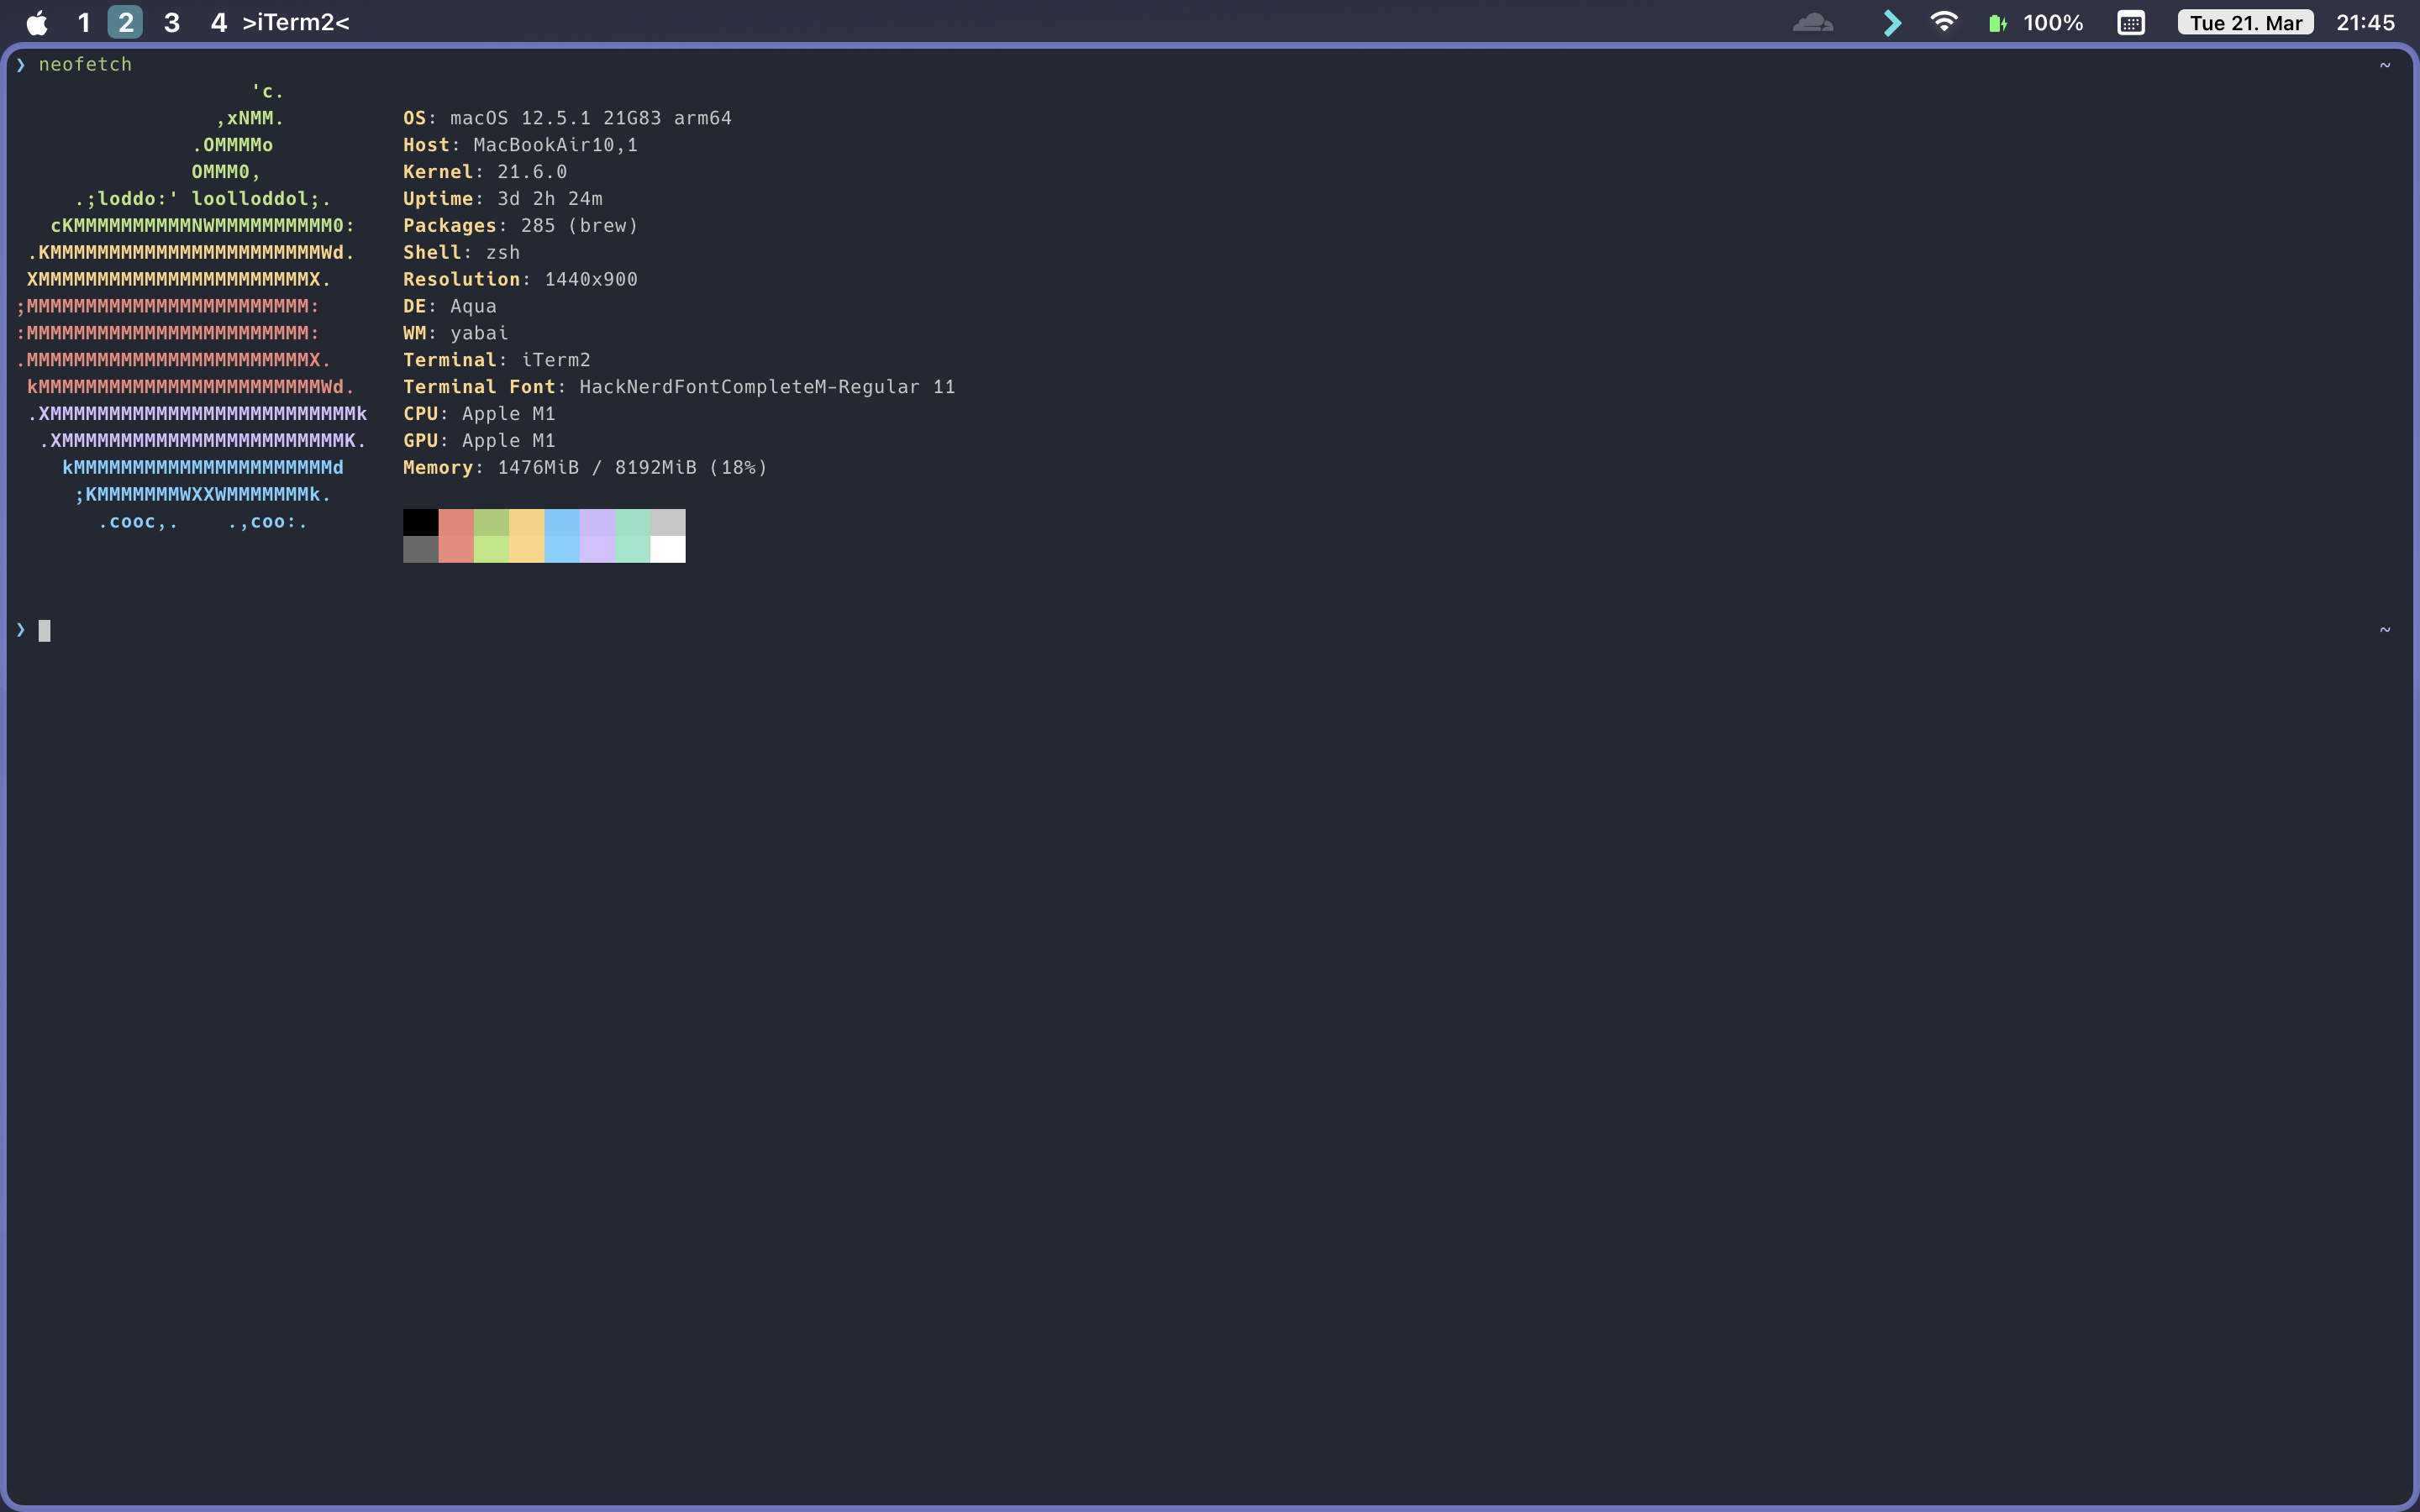 1 2 3 4 >iTerm2< 100% Tue 21. Mar 21:45
❯ neofetch ~
                    'c.
                 ,xNMM.          OS: macOS 12.5.1 21G83 arm64
               .OMMMMo           Host: MacBookAir10,1
               OMMM0,            Kernel: 21.6.0
     .;loddo:' loolloddol;.      Uptime: 3d 2h 24m
   cKMMMMMMMMMMNWMMMMMMMMMM0:    Packages: 285 (brew)
 .KMMMMMMMMMMMMMMMMMMMMMMMWd.    Shell: zsh
 XMMMMMMMMMMMMMMMMMMMMMMMX.      Resolution: 1440x900
;MMMMMMMMMMMMMMMMMMMMMMMM:       DE: Aqua
:MMMMMMMMMMMMMMMMMMMMMMMM:       WM: yabai
.MMMMMMMMMMMMMMMMMMMMMMMMX.      Terminal: iTerm2
 kMMMMMMMMMMMMMMMMMMMMMMMMWd.    Terminal Font: HackNerdFontCompleteM-Regular 11
 .XMMMMMMMMMMMMMMMMMMMMMMMMMMk   CPU: Apple M1
  .XMMMMMMMMMMMMMMMMMMMMMMMMK.   GPU: Apple M1
    kMMMMMMMMMMMMMMMMMMMMMMd     Memory: 1476MiB / 8192MiB (18%)
     ;KMMMMMMMWXXWMMMMMMMk.
       .cooc,.    .,coo:.
❯ ~